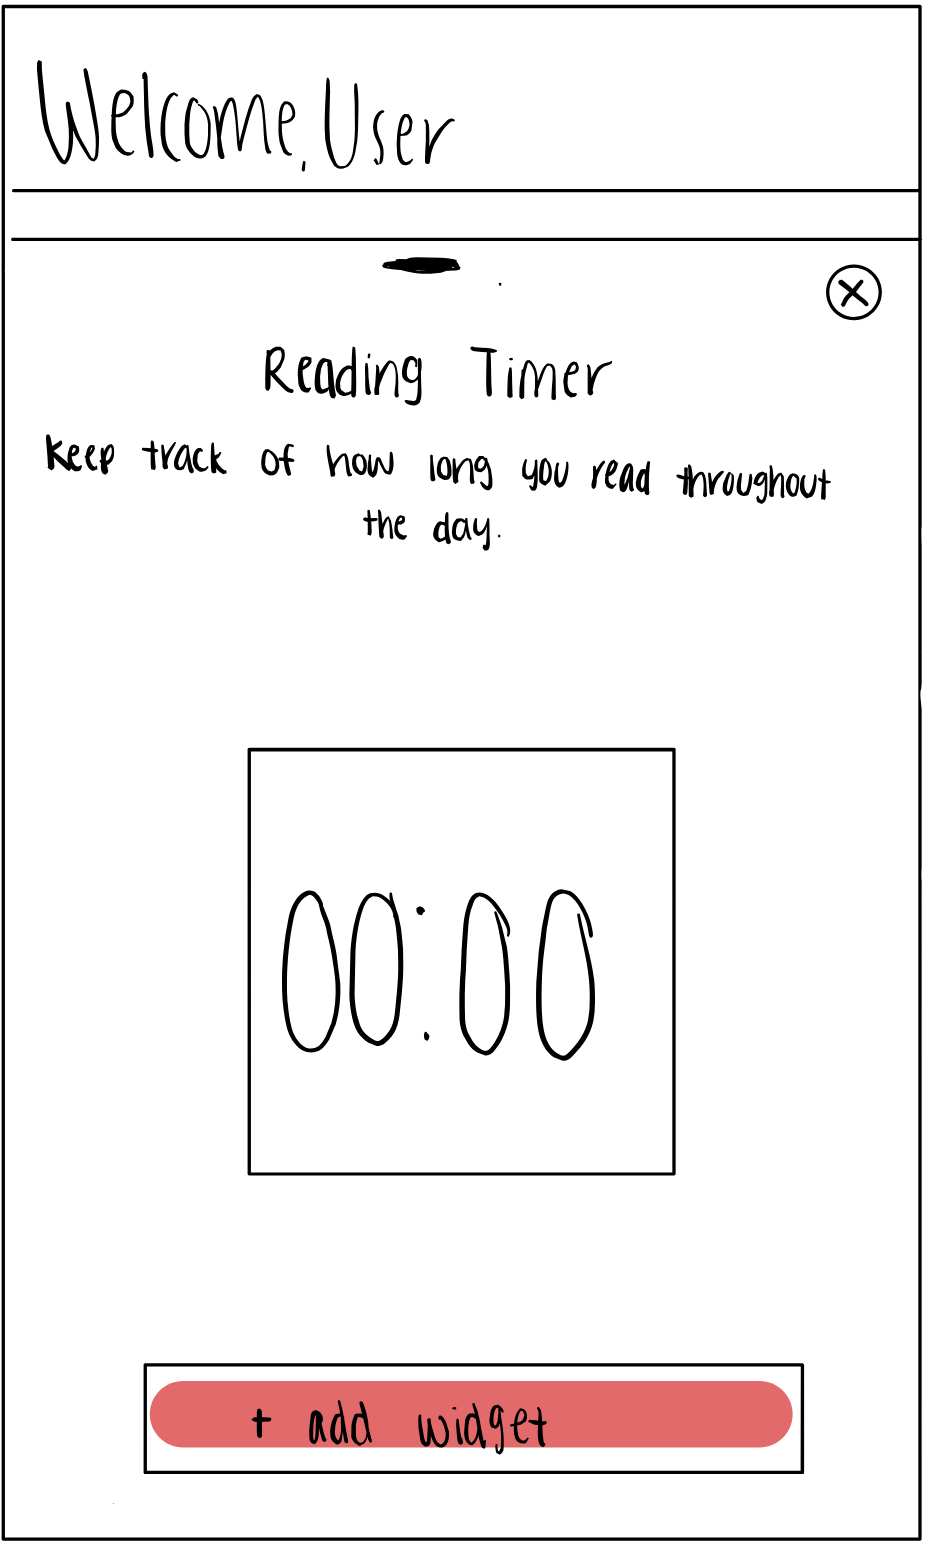 Welcome, User
Reading Timer
Keep track of how long you read throughout
the day.
00:00
+ add widget